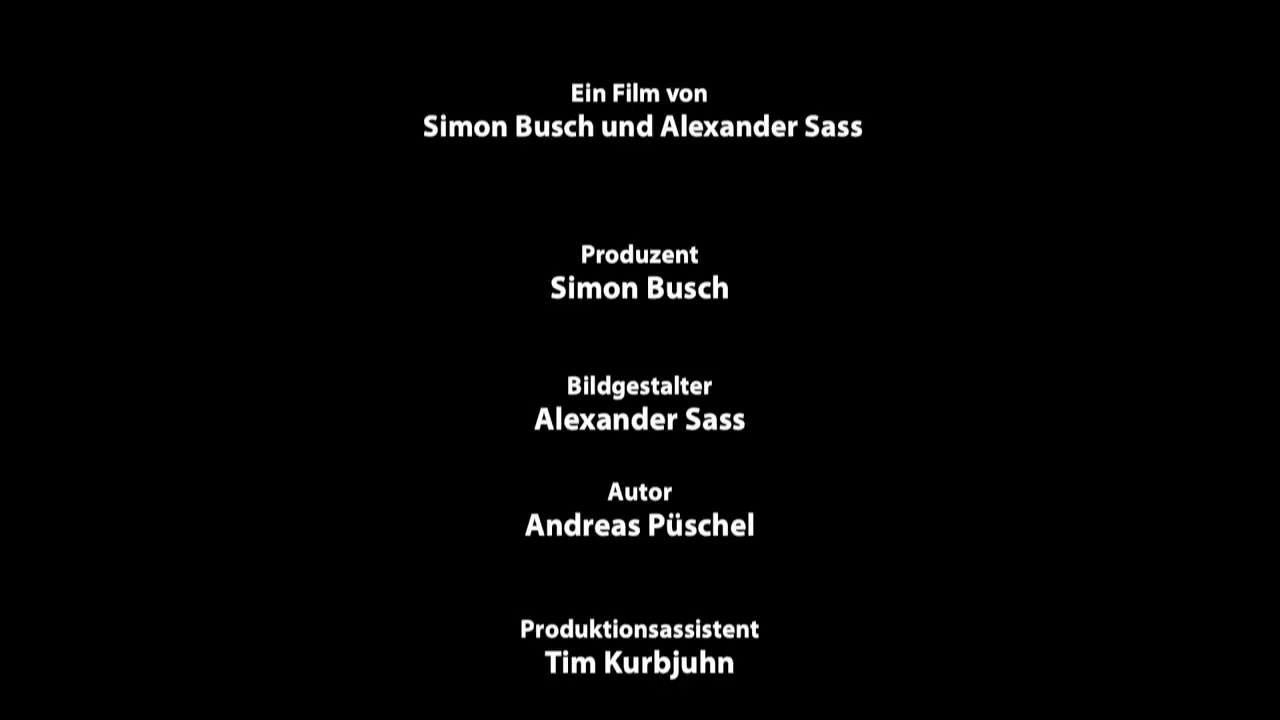 Ein Film von
Simon Busch und Alexander Sass
Produzent
Simon Busch
Bildgestalter
Alexander Sass
Autor
Andreas Püschel
Produktionsassistent
Tim Kurbjuhn